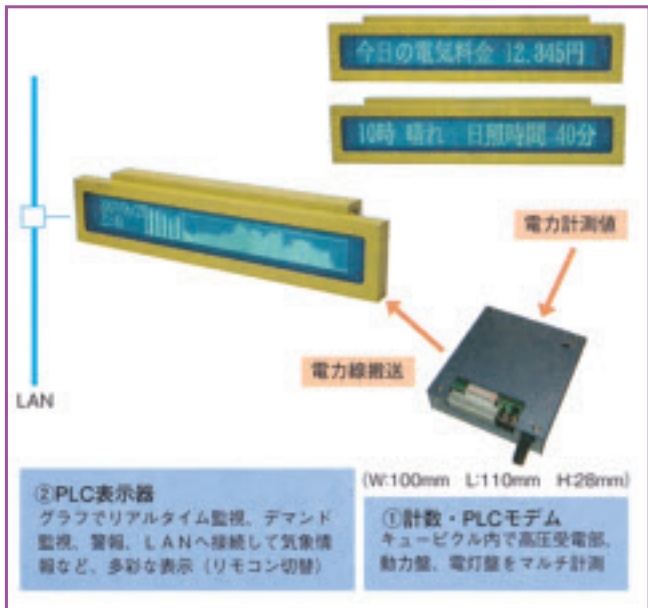 今日の電気料金 12.345円
10時 晴れ 日照時間 40分
電力計測値
電力線搬送
LAN
(W:100mm L:110mm H:28mm)
②PLC表示器
グラフでリアルタイム監視、デマンド
監視、警報、LANへ接続して気象情
報など、多彩な表示（リモコン切替）
①計数・PLCモデム
キュービクル内で高圧受電部、
動力盤、電灯盤をマルチ計測